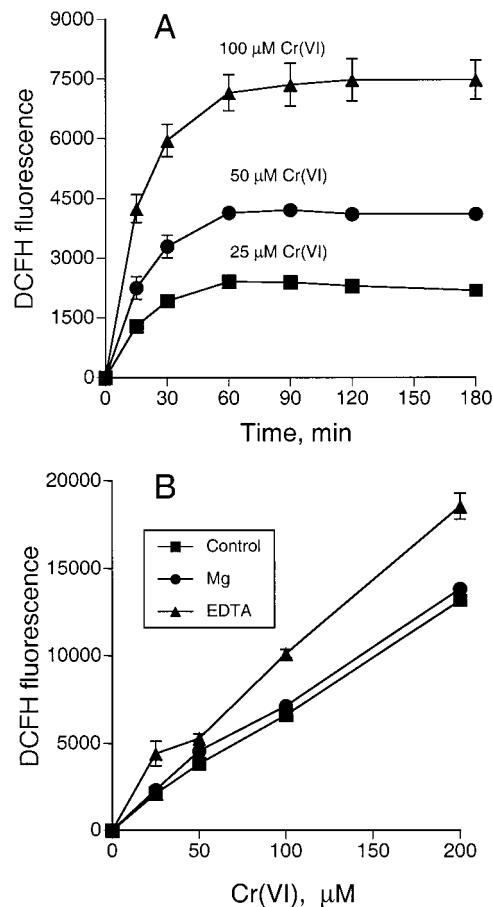 A
9000
7500
6000
4500
3000
1500
0
DCFH fluorescence
100 μM Cr(VI)
50 μM Cr(VI)
25 μM Cr(VI)
0 30 60 90 120 150 180
Time, min
B
20000
15000
10000
5000
0
DCFH fluorescence
Control
Mg
EDTA
0 50 100 150 200
Cr(VI), μM